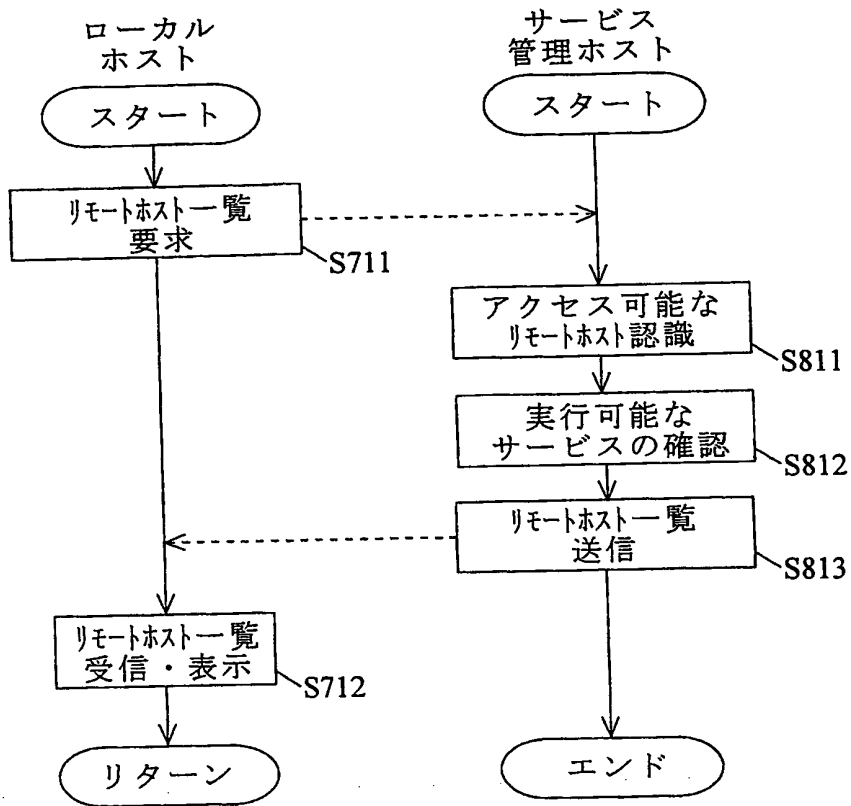 ローカル
ホスト
スタート
リモートホスト一覧
要求
S711
リモートホスト一覧
受信・表示
S712
リターン
サービス
管理ホスト
スタート
アクセス可能な
リモートホスト認識
S811
実行可能な
サービスの確認
S812
リモートホスト一覧
送信
S813
エンド